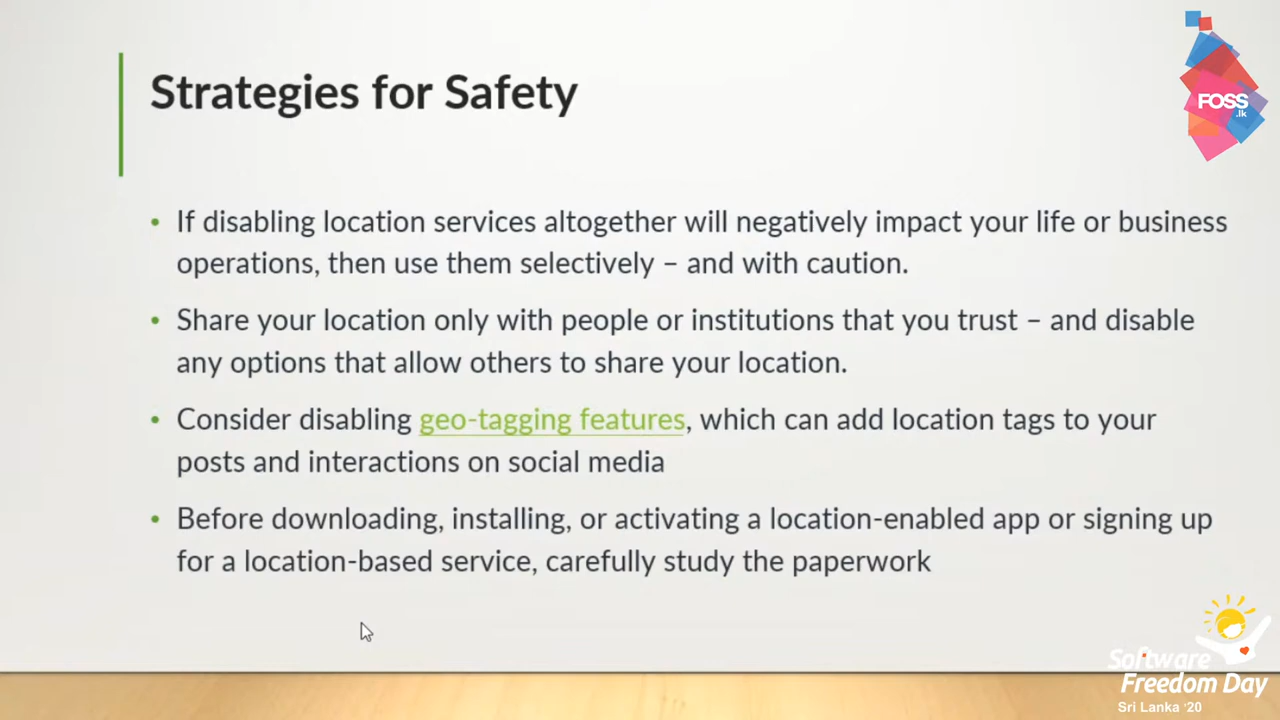 Strategies for Safety
FOSS
.lk
• If disabling location services altogether will negatively impact your life or business
operations, then use them selectively – and with caution.
• Share your location only with people or institutions that you trust – and disable
any options that allow others to share your location.
• Consider disabling geo-tagging features, which can add location tags to your
posts and interactions on social media
• Before downloading, installing, or activating a location-enabled app or signing up
for a location-based service, carefully study the paperwork
Software
Freedom Day
Sri Lanka '20